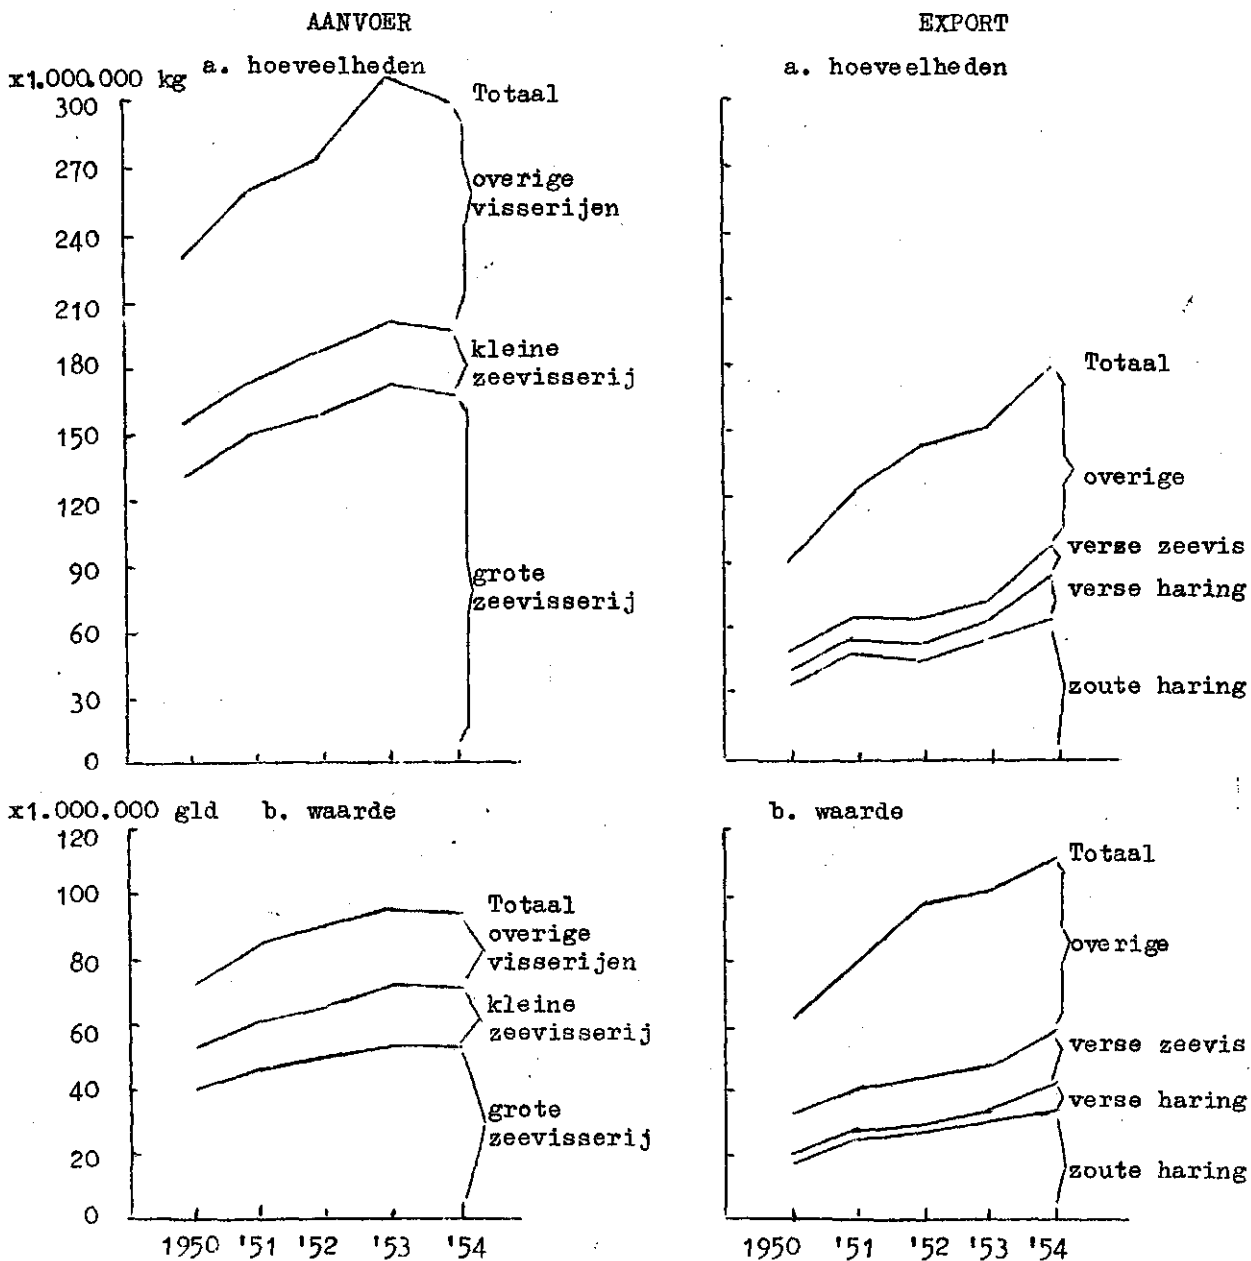 AANVOER
a. hoeveelheden
x1.000.000 kg
300
270
240
210
180
150
120
90
60
30
0
Totaal
overige
visserijen
kleine
zeevisserij
grote
zeevisserij
EXPORT
a. hoeveelheden
Totaal
overige
verse zeevis
verse haring
zoute haring
x1.000.000 gld b. waarde
120
100
80
60
40
20
0
Totaal
overige
visserijen
kleine
zeevisserij
grote
zeevisserij
1950 '51 '52 '53 '54
b. waarde
Totaal
overige
verse zeevis
verse haring
zoute haring
1950 '51 '52 '53 '54